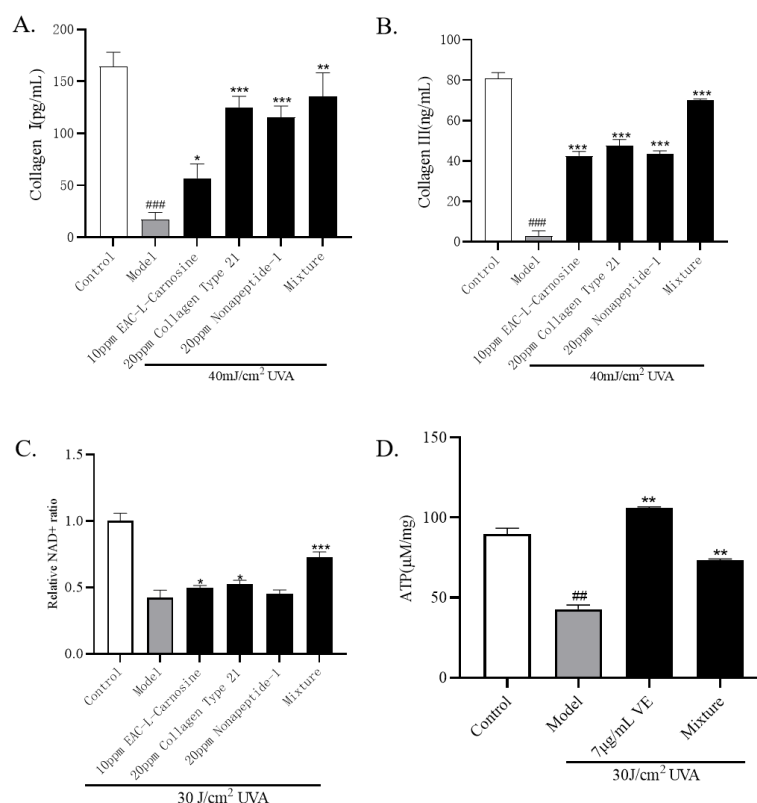 A.
Collagen I(pg/mL)
200
150
100
50
0
###
*
***
***
**
Control
Model
10ppm EAC-L-Carnosine
20ppm Collagen Type 21
20ppm Nonapeptide-1
Mixture
40mJ/cm2 UVA
B.
Collagen III(ng/mL)
100
80
60
40
20
0
###
***
***
***
***
Control
Model
10ppm EAC-L-Carnosine
20ppm Collagen Type 21
20ppm Nonapeptide-1
Mixture
40mJ/cm2 UVA
C.
Relative NAD+ ratio
1.5
1.0
0.5
0.0
*
*
***
Control
Model
10ppm EAC-L-Carnosine
20ppm Collagen Type 21
20ppm Nonapeptide-1
Mixture
30 J/cm2 UVA
D.
ATP(μM/mg)
150
100
50
0
##
**
**
Control
Model
7μg/mL VE
Mixture
30J/cm2 UVA